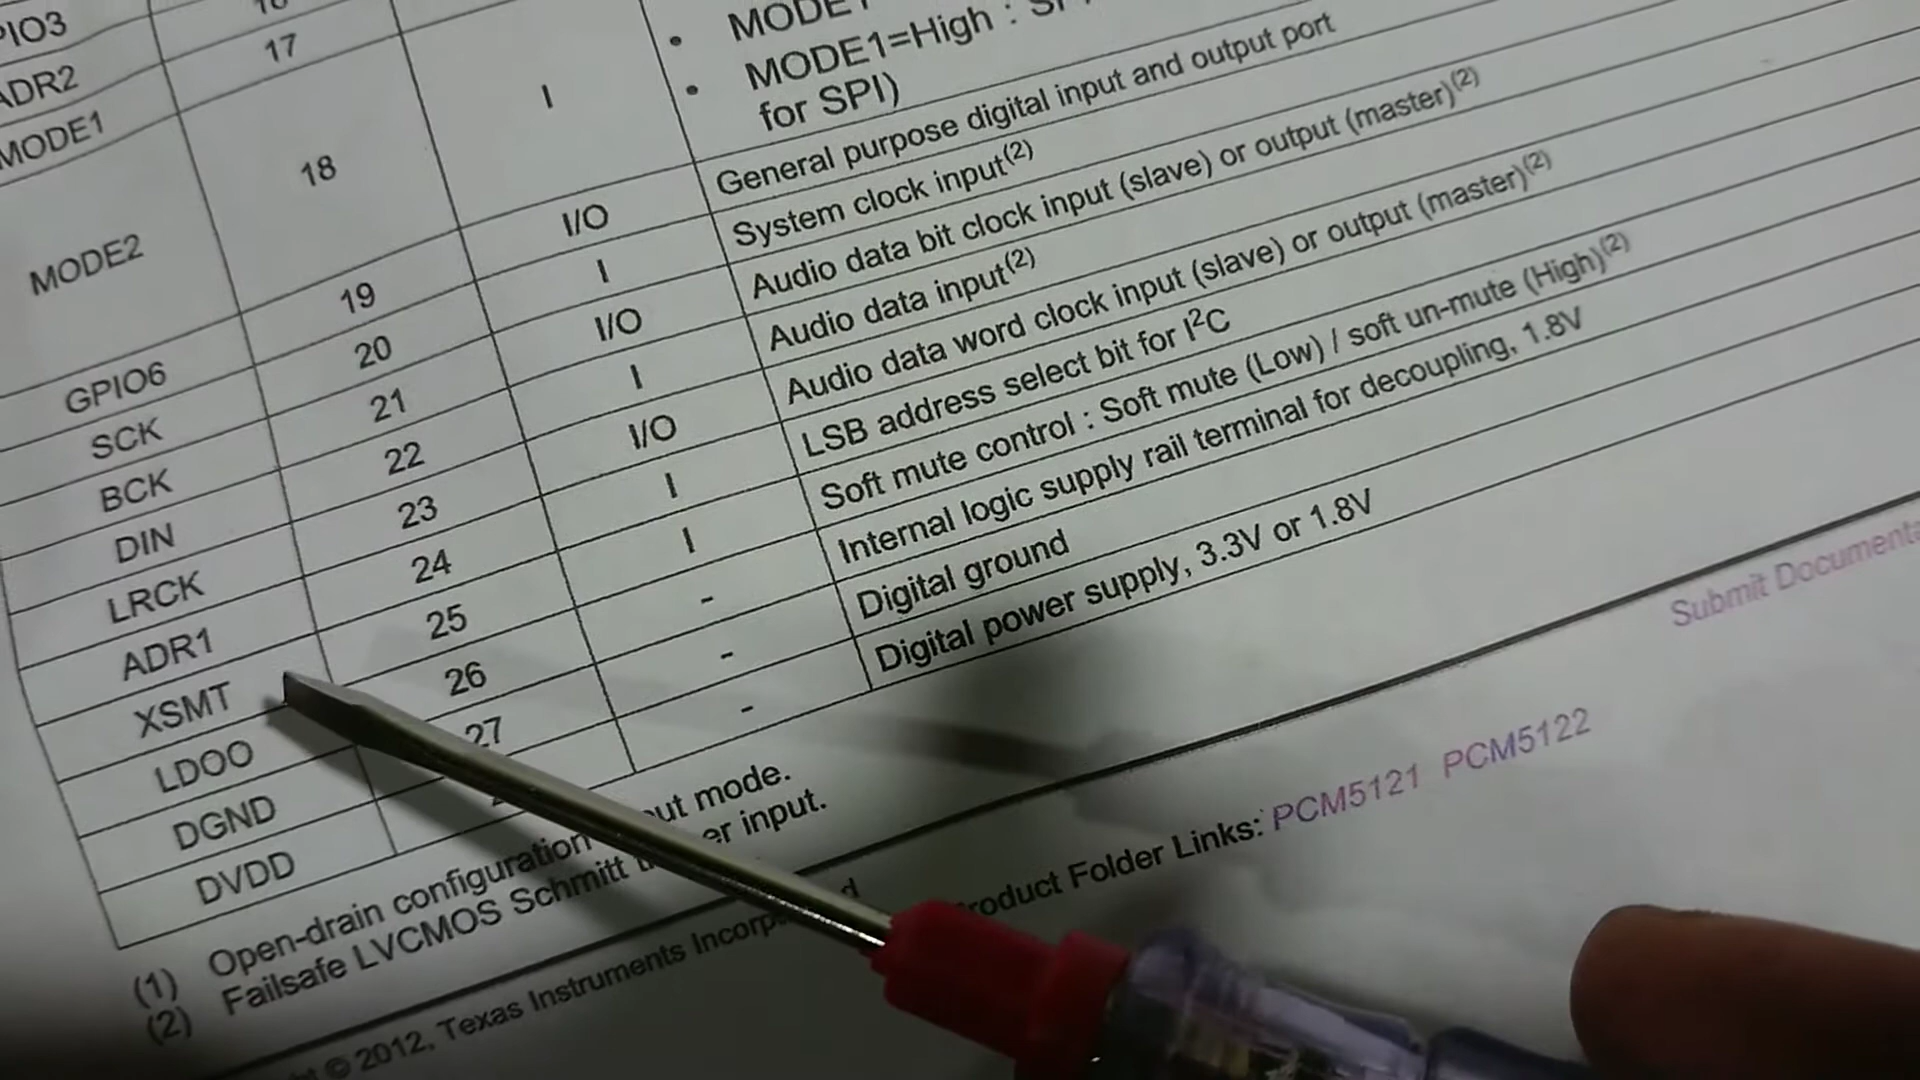 PIO3
ADR2
MODE1 17
MODE1
MODE2 18 I • MODE1=High :
for SPI)
GPIO6 19 I/O General purpose digital input and output port
SCK 20 I System clock input(2)
BCK 21 I/O Audio data bit clock input (slave) or output (master)(2)
DIN 22 I Audio data input(2)
LRCK 23 I/O Audio data word clock input (slave) or output (master)(2)
ADR1 24 I LSB address select bit for I²C
XSMT 25 I Soft mute control : Soft mute (Low) / soft un-mute (High)(2)
LDOO 26 - Internal logic supply rail terminal for decoupling, 1.8V
DGND 27 - Digital ground
DVDD - Digital power supply, 3.3V or 1.8V
(1) Open-drain configuration out mode.
(2) Failsafe LVCMOS Schmitt er input.
Submit Documenta
© 2012, Texas Instruments Incorp
roduct Folder Links: PCM5121 PCM5122